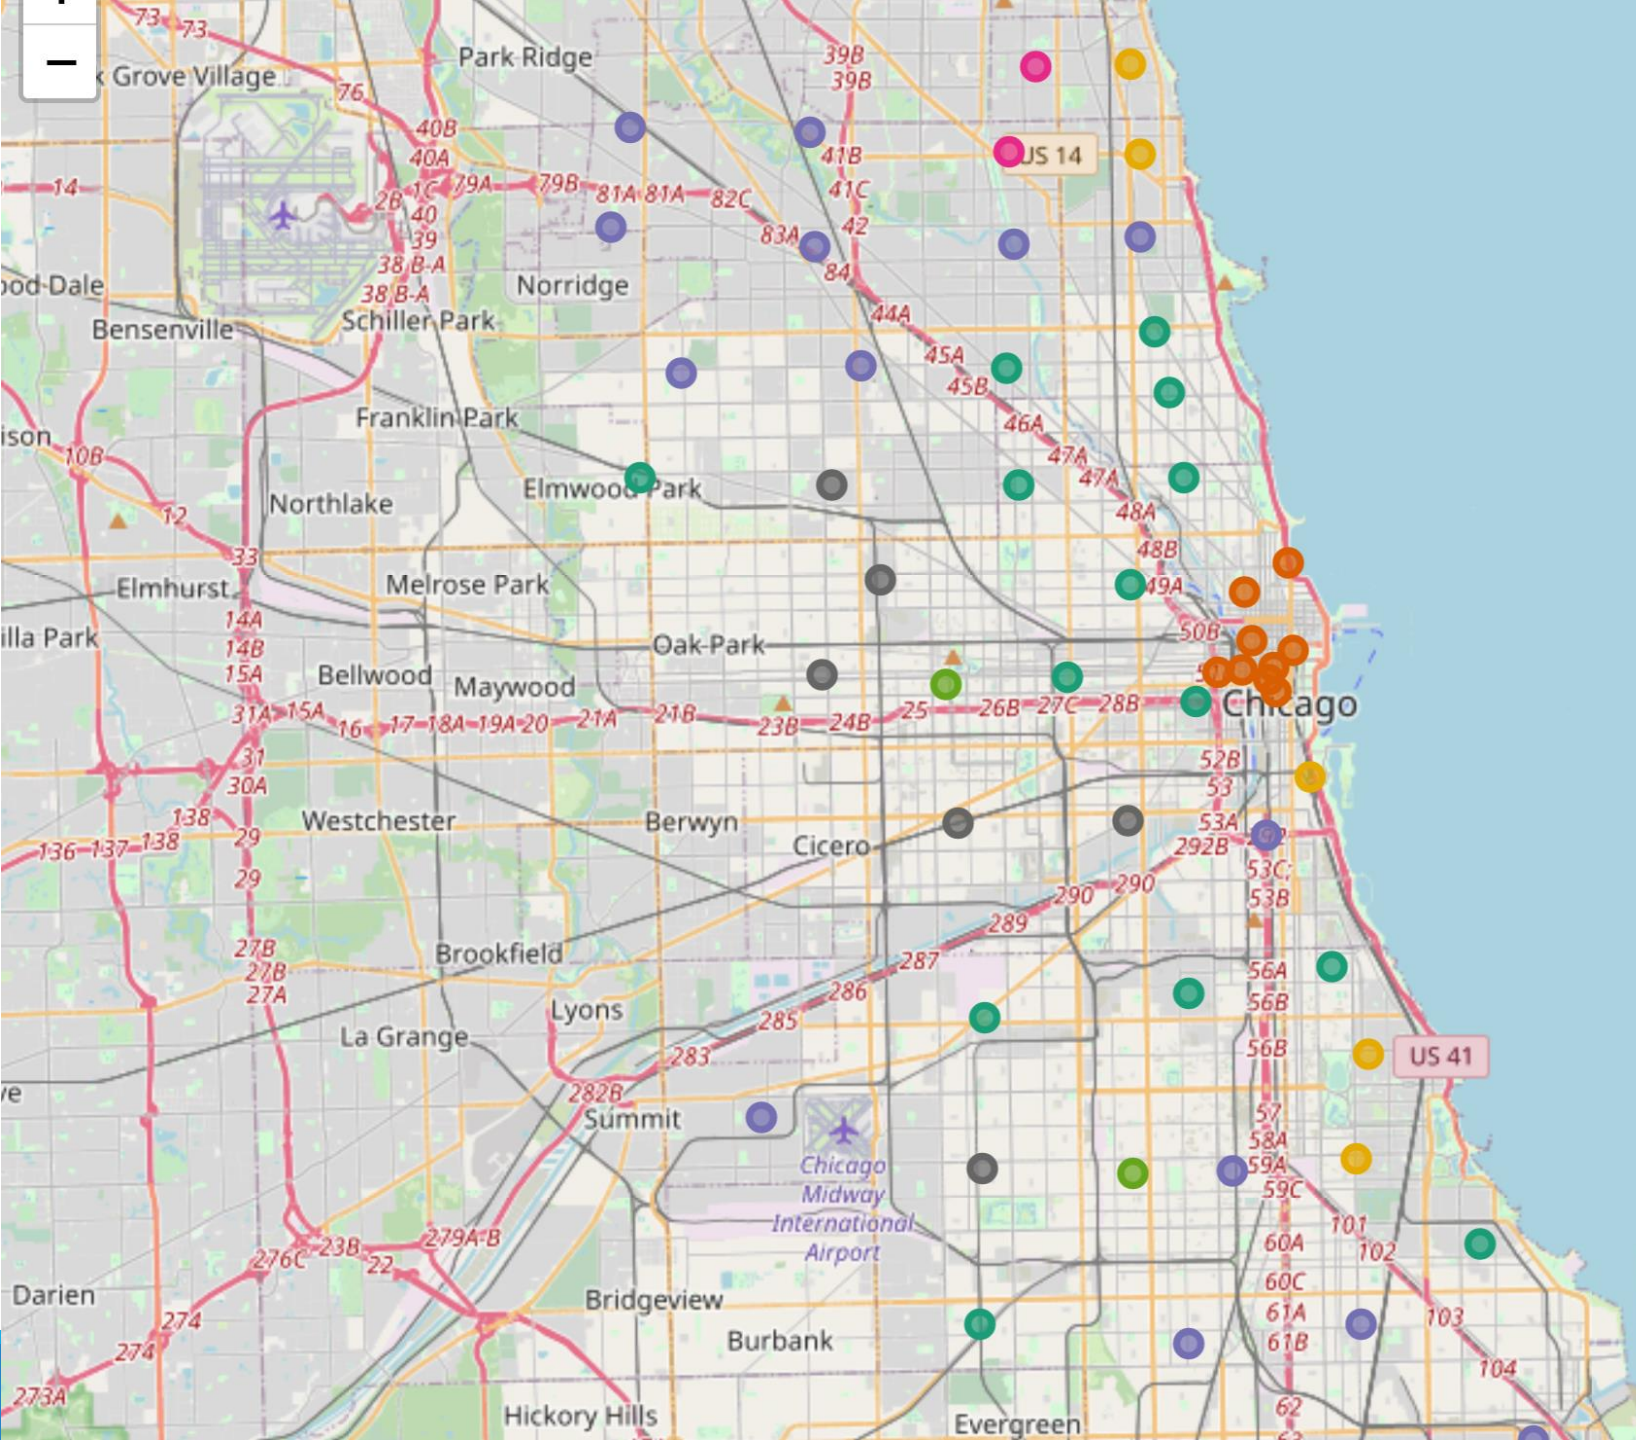 +
73
73
39B
39B
Park Ridge
k Grove Village
−
76
40B
40A
41B
US 14
14
1C
79A
79B
81A
81A
82C
41C
2B
40
39
83A
42
38 B-A
84
ood Dale
Norridge
38 B-A
44A
Bensenville
Schiller Park
45A
45B
Franklin Park
46A
ison
10B
47A
47A
Elmwood Park
Northlake
12
48A
33
48B
Elmhurst
Melrose Park
49A
14A
50B
illa Park
14B
Oak Park
15A
Bellwood
Maywood
Chicago
31A
15A
16
17
18A
19A
20
21A
21B
23B
24B
25
26B
27C
28B
31
52B
30A
53
138
Westchester
Berwyn
53A
29
Cicero
292B
136
137
138
53C;
29
290
290
53B
289
27B
Brookfield
287
56A
27B
27A
286
56B
Lyons
285
La Grange
283
56B
US 41
ve
282B
Summit
57
58A
Chicago
Midway
International
Airport
59A
59C
101
279A-B
23B
276C
22
60A
102
60C
Darien
Bridgeview
61A
103
274
Burbank
61B
274
104
273A
Hickory Hills
Evergreen
62